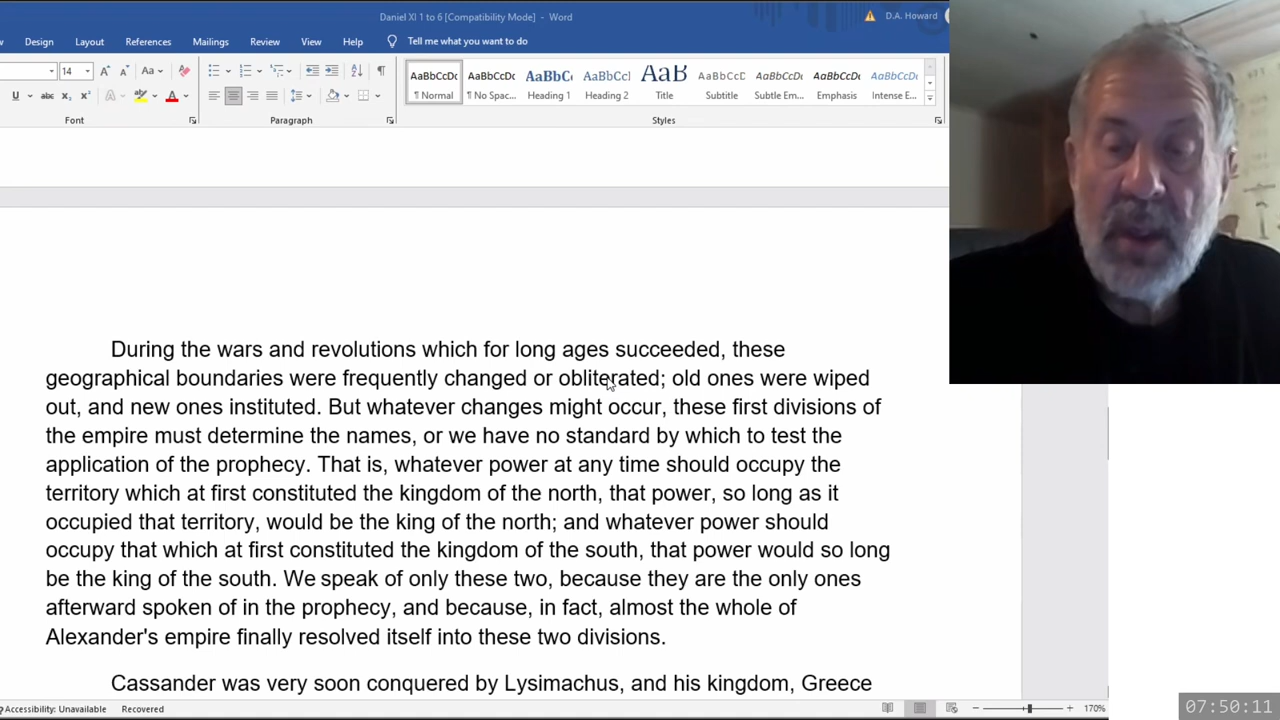 Daniel XI 1 to 6 [Compatibility Mode] - Word
D.A. Howard
Design Layout References Mailings Review View Help Tell me what you want to do
14 Aa
AaBbCcDc AaBbCcDc AaBbCc AaBbCcl AaB AaBbCcD AaBbCcDc AaBbCcDc AaBbCcDc
¶ Normal ¶ No Spac... Heading 1 Heading 2 Title Subtitle Subtle Em... Emphasis Intense E...
Font Paragraph Styles
During the wars and revolutions which for long ages succeeded, these
geographical boundaries were frequently changed or obliterated; old ones were wiped
out, and new ones instituted. But whatever changes might occur, these first divisions of
the empire must determine the names, or we have no standard by which to test the
application of the prophecy. That is, whatever power at any time should occupy the
territory which at first constituted the kingdom of the north, that power, so long as it
occupied that territory, would be the king of the north; and whatever power should
occupy that which at first constituted the kingdom of the south, that power would so long
be the king of the south. We speak of only these two, because they are the only ones
afterward spoken of in the prophecy, and because, in fact, almost the whole of
Alexander's empire finally resolved itself into these two divisions.
Cassander was very soon conquered by Lysimachus, and his kingdom, Greece
Accessibility: Unavailable Recovered 170%
07:50:11